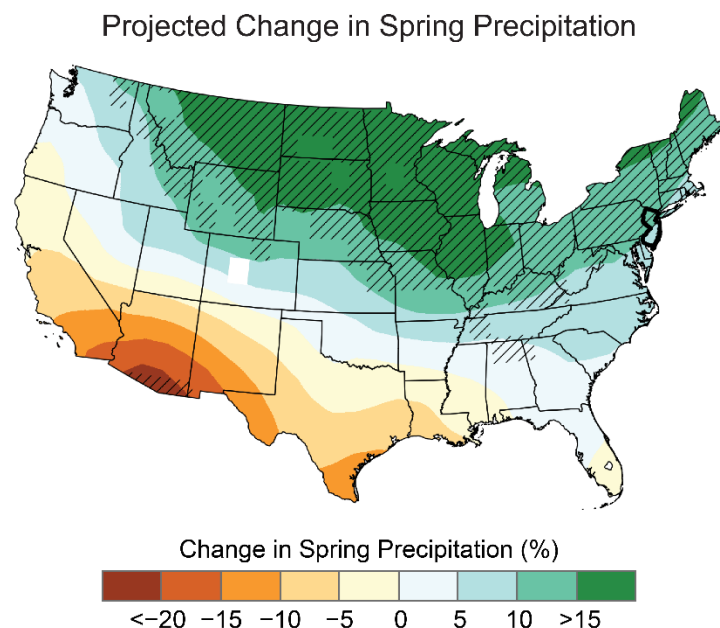 Projected Change in Spring Precipitation
Change in Spring Precipitation (%)
<−20 −15 −10 −5 0 5 10 >15